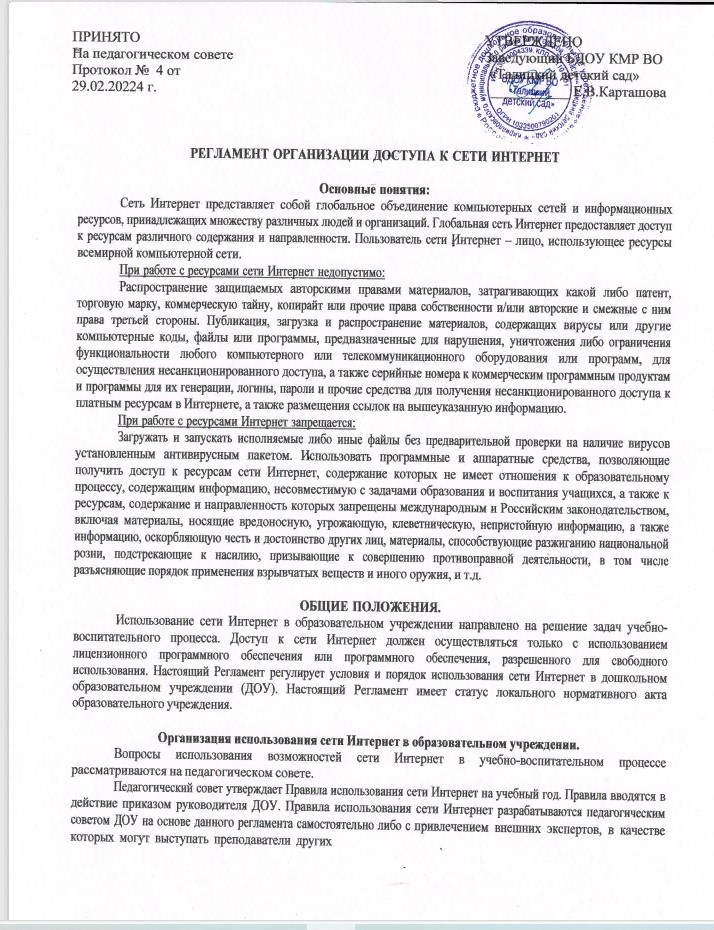 ПРИНЯТО
На педагогическом совете
Протокол № 4 от
29.02.20224 г.
УТВЕРЖДЕНО
Заведующий БДОУ КМР ВО
«Талицкий детский сад»
Е.В.Карташова
РЕГЛАМЕНТ ОРГАНИЗАЦИИ ДОСТУПА К СЕТИ ИНТЕРНЕТ
Основные понятия:
Сеть Интернет представляет собой глобальное объединение компьютерных сетей и информационных
ресурсов, принадлежащих множеству различных людей и организаций. Глобальная сеть Интернет предоставляет доступ
к ресурсам различного содержания и направленности. Пользователь сети Интернет – лицо, использующее ресурсы
всемирной компьютерной сети.
При работе с ресурсами сети Интернет недопустимо:
Распространение защищаемых авторскими правами материалов, затрагивающих какой либо патент,
торговую марку, коммерческую тайну, копирайт или прочие права собственности и/или авторские и смежные с ним
права третьей стороны. Публикация, загрузка и распространение материалов, содержащих вирусы или другие
компьютерные коды, файлы или программы, предназначенные для нарушения, уничтожения либо ограничения
функциональности любого компьютерного или телекоммуникационного оборудования или программ, для
осуществления несанкционированного доступа, а также серийные номера к коммерческим программным продуктам
и программы для их генерации, логины, пароли и прочие средства для получения несанкционированного доступа к
платным ресурсам в Интернете, а также размещения ссылок на вышеуказанную информацию.
При работе с ресурсами Интернет запрещается:
Загружать и запускать исполняемые либо иные файлы без предварительной проверки на наличие вирусов
установленным антивирусным пакетом. Использовать программные и аппаратные средства, позволяющие
получить доступ к ресурсам сети Интернет, содержание которых не имеет отношения к образовательному
процессу, содержащим информацию, несовместимую с задачами образования и воспитания учащихся, а также к
ресурсам, содержание и направленность которых запрещены международным и Российским законодательством,
включая материалы, носящие вредоносную, угрожающую, клеветническую, непристойную информацию, а также
информацию, оскорбляющую честь и достоинство других лиц, материалы, способствующие разжиганию национальной
розни, подстрекающие к насилию, призывающие к совершению противоправной деятельности, в том числе
разъясняющие порядок применения взрывчатых веществ и иного оружия, и т.д.
ОБЩИЕ ПОЛОЖЕНИЯ.
Использование сети Интернет в образовательном учреждении направлено на решение задач учебно-
воспитательного процесса. Доступ к сети Интернет должен осуществляться только с использованием
лицензионного программного обеспечения или программного обеспечения, разрешенного для свободного
использования. Настоящий Регламент регулирует условия и порядок использования сети Интернет в дошкольном
образовательном учреждении (ДОУ). Настоящий Регламент имеет статус локального нормативного акта
образовательного учреждения.
Организация использования сети Интернет в образовательном учреждении.
Вопросы использования возможностей сети Интернет в учебно-воспитательном процессе
рассматриваются на педагогическом совете.
Педагогический совет утверждает Правила использования сети Интернет на учебный год. Правила вводятся в
действие приказом руководителя ДОУ. Правила использования сети Интернет разрабатываются педагогическим
советом ДОУ на основе данного регламента самостоятельно либо с привлечением внешних экспертов, в качестве
которых могут выступать преподаватели других